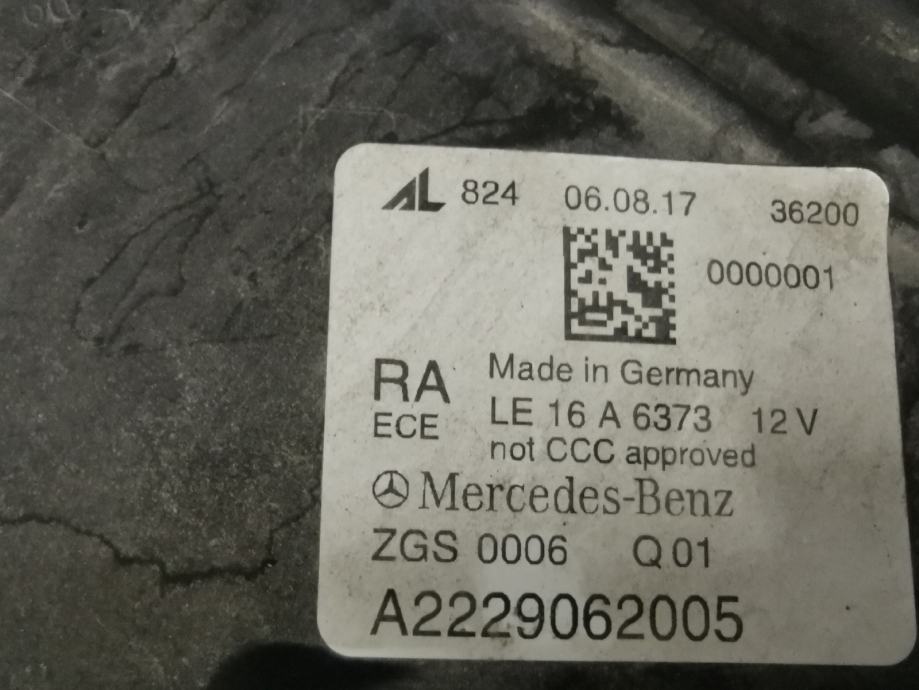 AL 824 06.08.17 36200
0000001
RA Made in Germany
ECE LE 16 A 6373 12 V
not CCC approved
Mercedes-Benz
ZGS 0006 Q 01
A2229062005